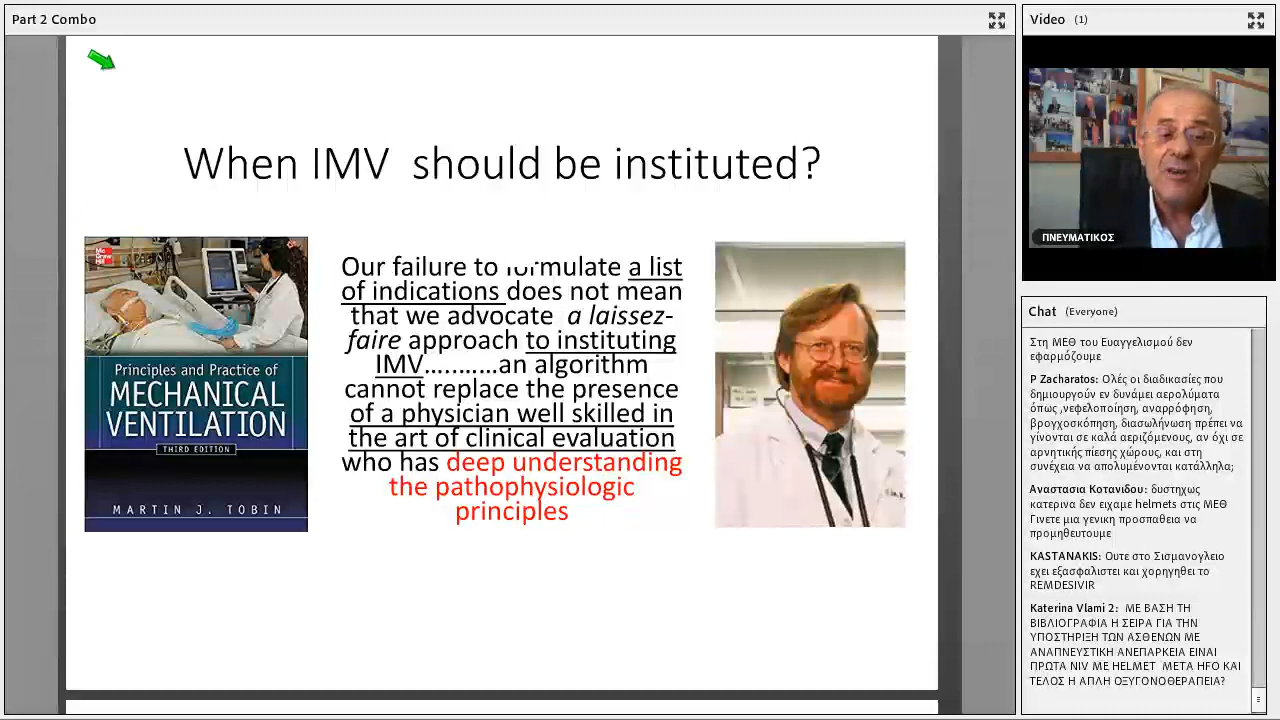 Part 2 Combo
When IMV should be instituted?
Mc
Graw
Hill
Principles and Practice of
MECHANICAL
VENTILATION
THIRD EDITION
MARTIN J. TOBIN
Our failure to formulate a list
of indications does not mean
that we advocate a laissez-
faire approach to instituting
IMV…….….an algorithm
cannot replace the presence
of a physician well skilled in
the art of clinical evaluation
who has deep understanding
the pathophysiologic
principles
Video (1)
ΠΝΕΥΜΑΤΙΚΟΣ
Chat (Everyone)
Στη ΜΕΘ του Ευαγγελισμού δεν
εφαρμόζουμε
P Zacharatos: Ολές οι διαδικασίες που
δημιουργούν εν δυνάμει αερολύματα
όπως ,νεφελοποίηση, αναρρόφηση,
βρογχοσκόπηση, διασωλήνωση πρέπει να
γίνονται σε καλά αεριζόμενους, αν όχι σε
αρνητικής πίεσης χώρους, και στη
συνέχεια να απολυμένονται κατάλληλα;
Αναστασια Κοτανιδου: δυστηχως
κατερινα δεν ειχαμε helmets στις ΜΕΘ
Γινετε μια γενικη προσπαθεια να
προμηθευτουμε
KASTANAKIS: Ουτε στο Σισμανογλειο
εχει εξασφαλιστει και χορηγηθει το
REMDESIVIR
Katerina Vlami 2: ΜΕ ΒΑΣΗ ΤΗ
ΒΙΒΛΙΟΓΡΑΦΙΑ Η ΣΕΙΡΑ ΓΙΑ ΤΗΝ
ΥΠΟΣΤΗΡΙΞΗ ΤΩΝ ΑΣΘΕΝΩΝ ΜΕ
ΑΝΑΠΝΕΥΣΤΙΚΗ ΑΝΕΠΑΡΚΕΙΑ ΕΙΝΑΙ
ΠΡΩΤΑ NIV ΜΕ HELMET ΜΕΤΑ HFO ΚΑΙ
ΤΕΛΟΣ Η ΑΠΛΗ ΟΞΥΓΟΝΟΘΕΡΑΠΕΙΑ?